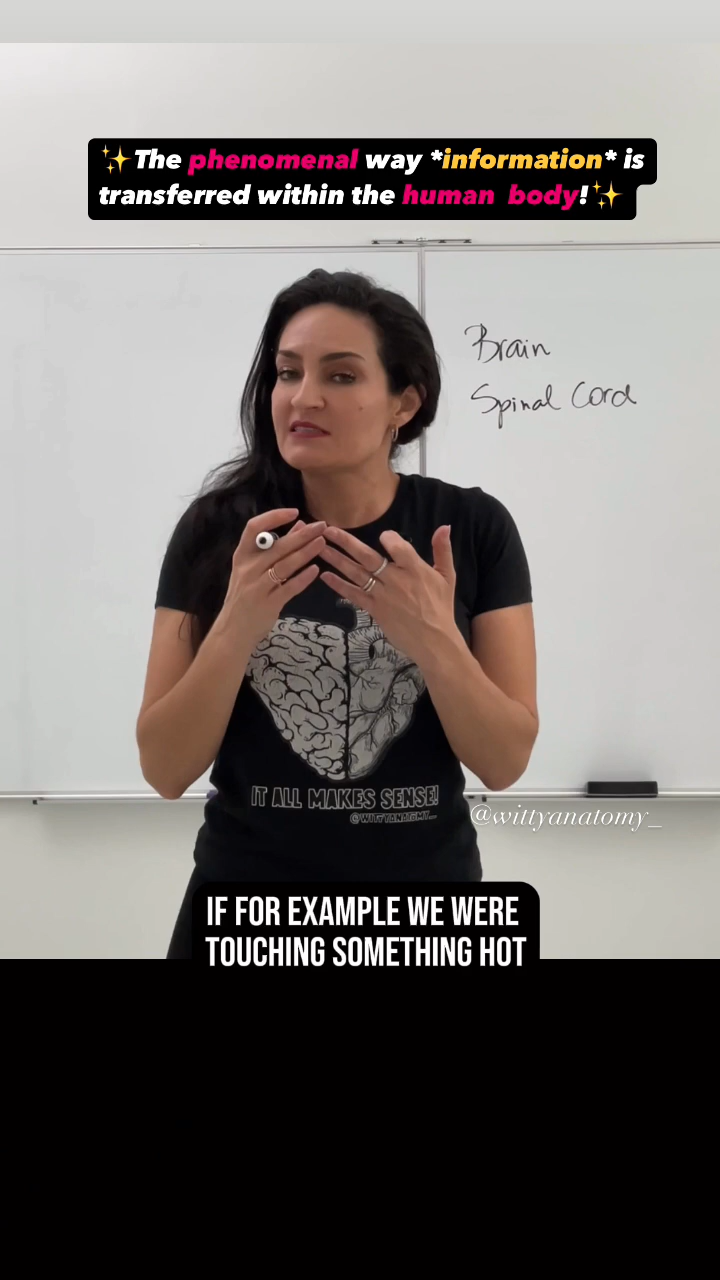 ✨The phenomenal way *information* is
transferred within the human body!✨
Brain
Spinal Cord
IT ALL MAKES SENSE!
@WITTYANATOMY_
@wittyanatomy_
IF FOR EXAMPLE WE WERE
TOUCHING SOMETHING HOT